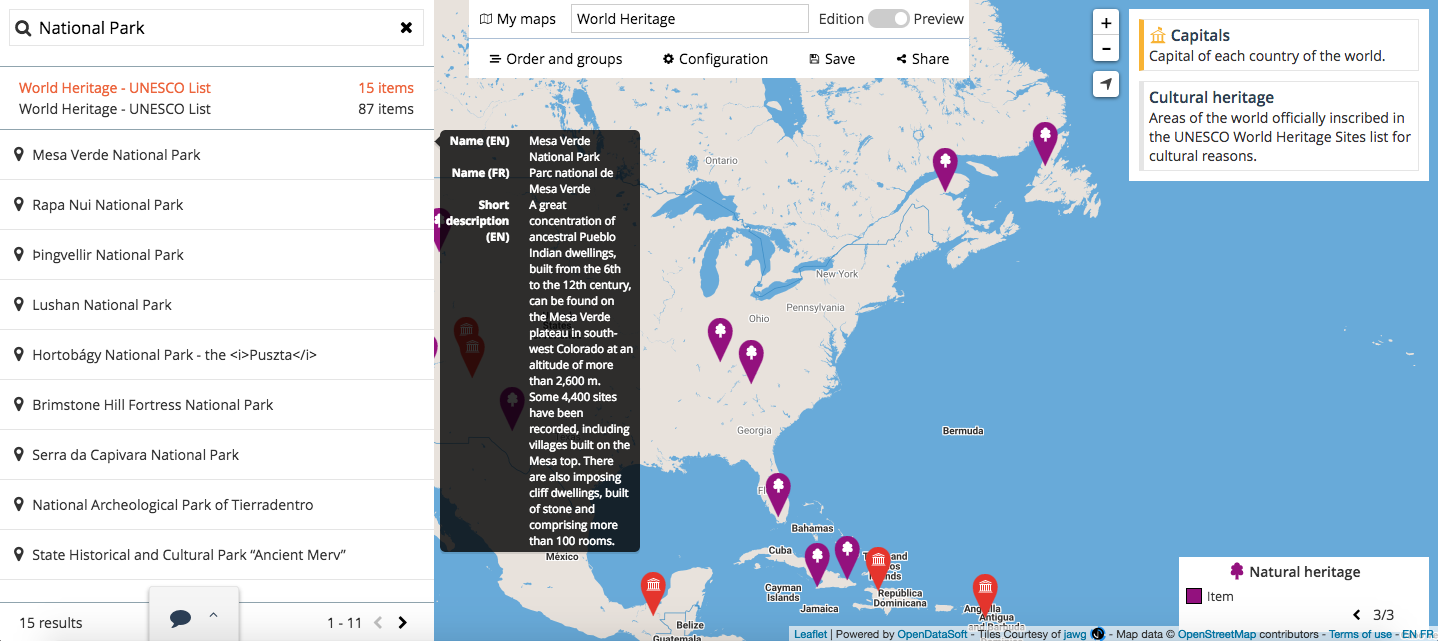 National Park
World Heritage - UNESCO List 15 items
World Heritage - UNESCO List 87 items
Mesa Verde National Park
Rapa Nui National Park
Þingvellir National Park
Lushan National Park
Hortobágy National Park - the <i>Puszta</i>
Brimstone Hill Fortress National Park
Serra da Capivara National Park
National Archeological Park of Tierradentro
State Historical and Cultural Park “Ancient Merv”
15 results 1 - 11
My maps World Heritage Edition Preview
Order and groups Configuration Save Share
Name (EN) Mesa Verde
National Park
Name (FR) Parc national de
Mesa Verde
Short A great
description concentration of
(EN) ancestral Pueblo
Indian dwellings,
built from the 6th
to the 12th century,
can be found on
the Mesa Verde
plateau in south-
west Colorado at an
altitude of more
than 2,600 m.
Some 4,400 sites
have been
recorded, including
villages built on the
Mesa top. There
are also imposing
cliff dwellings, built
of stone and
comprising more
than 100 rooms.
Ontario
New York
Pennsylvania
Ohio
States
Georgia
Bermuda
Bahamas
Cuba
México
Cayman
Islands
Jamaica
República
Dominicana
Antigua
and Barbuda
Belize
Guatemala
+
-
Capitals
Capital of each country of the world.
Cultural heritage
Areas of the world officially inscribed in
the UNESCO World Heritage Sites list for
cultural reasons.
Natural heritage
Item
3/3
Leaflet | Powered by OpenDataSoft - Tiles Courtesy of jawg - Map data © OpenStreetMap contributors - Terms of use - EN FR